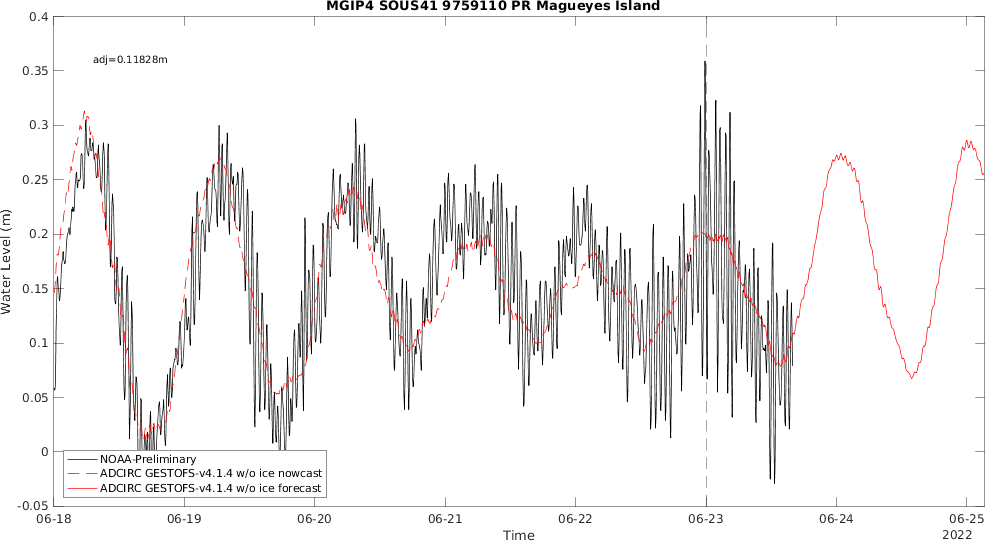 MGIP4 SOUS41 9759110 PR Magueyes Island
adj=0.11828m
0.4
0.35
0.3
0.25
0.2
0.15
0.1
0.05
0
-0.05
Water Level (m)
NOAA-Preliminary
ADCIRC GESTOFS-v4.1.4 w/o ice nowcast
ADCIRC GESTOFS-v4.1.4 w/o ice forecast
06-18 06-19 06-20 06-21 06-22 06-23 06-24 06-25
Time
2022